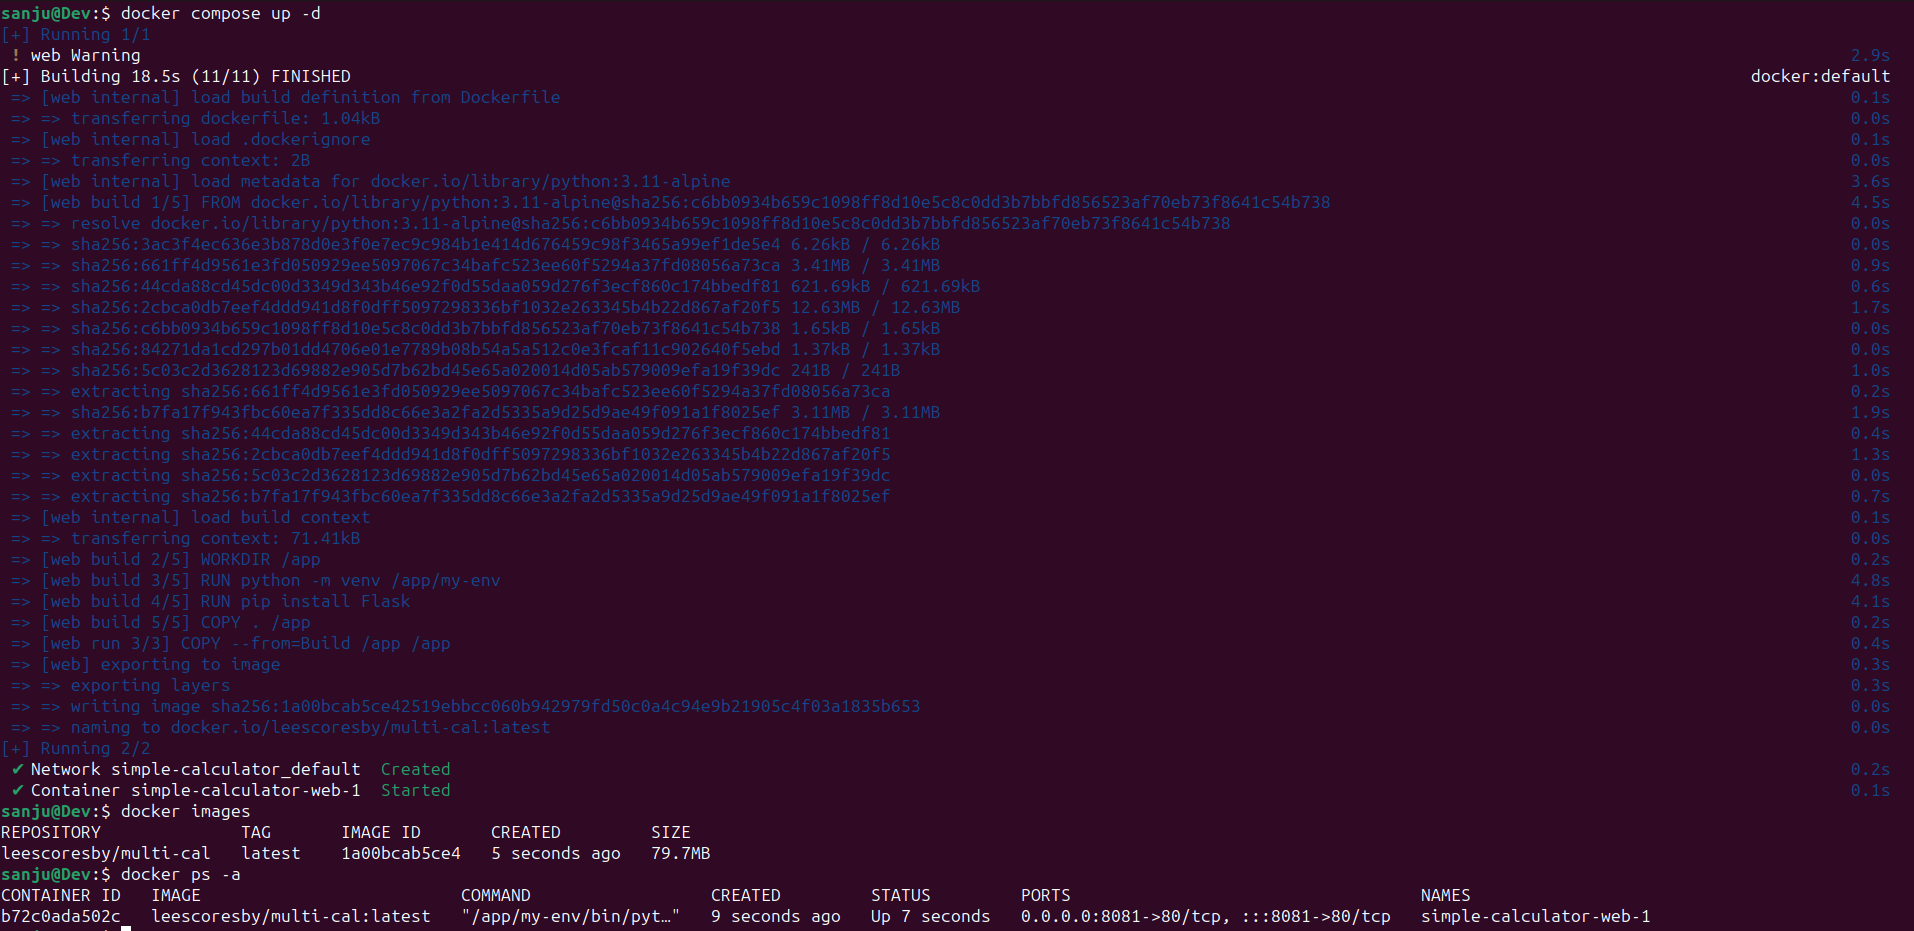 sanju@Dev:$ docker compose up -d
[+] Running 1/1
! web Warning 2.9s
[+] Building 18.5s (11/11) FINISHED docker:default
=> [web internal] load build definition from Dockerfile 0.1s
=> => transferring dockerfile: 1.04kB 0.0s
=> [web internal] load .dockerignore 0.1s
=> => transferring context: 2B 0.0s
=> [web internal] load metadata for docker.io/library/python:3.11-alpine 3.6s
=> [web build 1/5] FROM docker.io/library/python:3.11-alpine@sha256:c6bb0934b659c1098ff8d10e5c8c0dd3b7bbfd856523af70eb73f8641c54b738 4.5s
=> => resolve docker.io/library/python:3.11-alpine@sha256:c6bb0934b659c1098ff8d10e5c8c0dd3b7bbfd856523af70eb73f8641c54b738 0.0s
=> => sha256:3ac3f4ec636e3b878d0e3f0e7ec9c984b1e414d676459c98f3465a99ef1de5e4 6.26kB / 6.26kB 0.0s
=> => sha256:661ff4d9561e3fd050929ee5097067c34bafc523ee60f5294a37fd08056a73ca 3.41MB / 3.41MB 0.9s
=> => sha256:44cda88cd45dc00d3349d343b46e92f0d55daa059d276f3ecf860c174bbedf81 621.69kB / 621.69kB 0.6s
=> => sha256:2cbca0db7eef4ddd941d8f0dff5097298336bf1032e263345b4b22d867af20f5 12.63MB / 12.63MB 1.7s
=> => sha256:c6bb0934b659c1098ff8d10e5c8c0dd3b7bbfd856523af70eb73f8641c54b738 1.65kB / 1.65kB 0.0s
=> => sha256:84271da1cd297b01dd4706e01e7789b08b54a5a512c0e3fcaf11c902640f5ebd 1.37kB / 1.37kB 0.0s
=> => sha256:5c03c2d3628123d69882e905d7b62bd45e65a020014d05ab579009efa19f39dc 241B / 241B 1.0s
=> => extracting sha256:661ff4d9561e3fd050929ee5097067c34bafc523ee60f5294a37fd08056a73ca 0.2s
=> => sha256:b7fa17f943fbc60ea7f335dd8c66e3a2fa2d5335a9d25d9ae49f091a1f8025ef 3.11MB / 3.11MB 1.9s
=> => extracting sha256:44cda88cd45dc00d3349d343b46e92f0d55daa059d276f3ecf860c174bbedf81 0.4s
=> => extracting sha256:2cbca0db7eef4ddd941d8f0dff5097298336bf1032e263345b4b22d867af20f5 1.3s
=> => extracting sha256:5c03c2d3628123d69882e905d7b62bd45e65a020014d05ab579009efa19f39dc 0.0s
=> => extracting sha256:b7fa17f943fbc60ea7f335dd8c66e3a2fa2d5335a9d25d9ae49f091a1f8025ef 0.7s
=> [web internal] load build context 0.1s
=> => transferring context: 71.41kB 0.0s
=> [web build 2/5] WORKDIR /app 0.2s
=> [web build 3/5] RUN python -m venv /app/my-env 4.8s
=> [web build 4/5] RUN pip install Flask 4.1s
=> [web build 5/5] COPY . /app 0.2s
=> [web run 3/3] COPY --from=Build /app /app 0.4s
=> [web] exporting to image 0.3s
=> => exporting layers 0.3s
=> => writing image sha256:1a00bcab5ce42519ebbcc060b942979fd50c0a4c94e9b21905c4f03a1835b653 0.0s
=> => naming to docker.io/leescoresby/multi-cal:latest 0.0s
[+] Running 2/2
✔ Network simple-calculator_default Created 0.2s
✔ Container simple-calculator-web-1 Started 0.1s
sanju@Dev:$ docker images
REPOSITORY TAG IMAGE ID CREATED SIZE
leescoresby/multi-cal latest 1a00bcab5ce4 5 seconds ago 79.7MB
sanju@Dev:$ docker ps -a
CONTAINER ID IMAGE COMMAND CREATED STATUS PORTS NAMES
b72c0ada502c leescoresby/multi-cal:latest "/app/my-env/bin/pyt…" 9 seconds ago Up 7 seconds 0.0.0.0:8081->80/tcp, :::8081->80/tcp simple-calculator-web-1